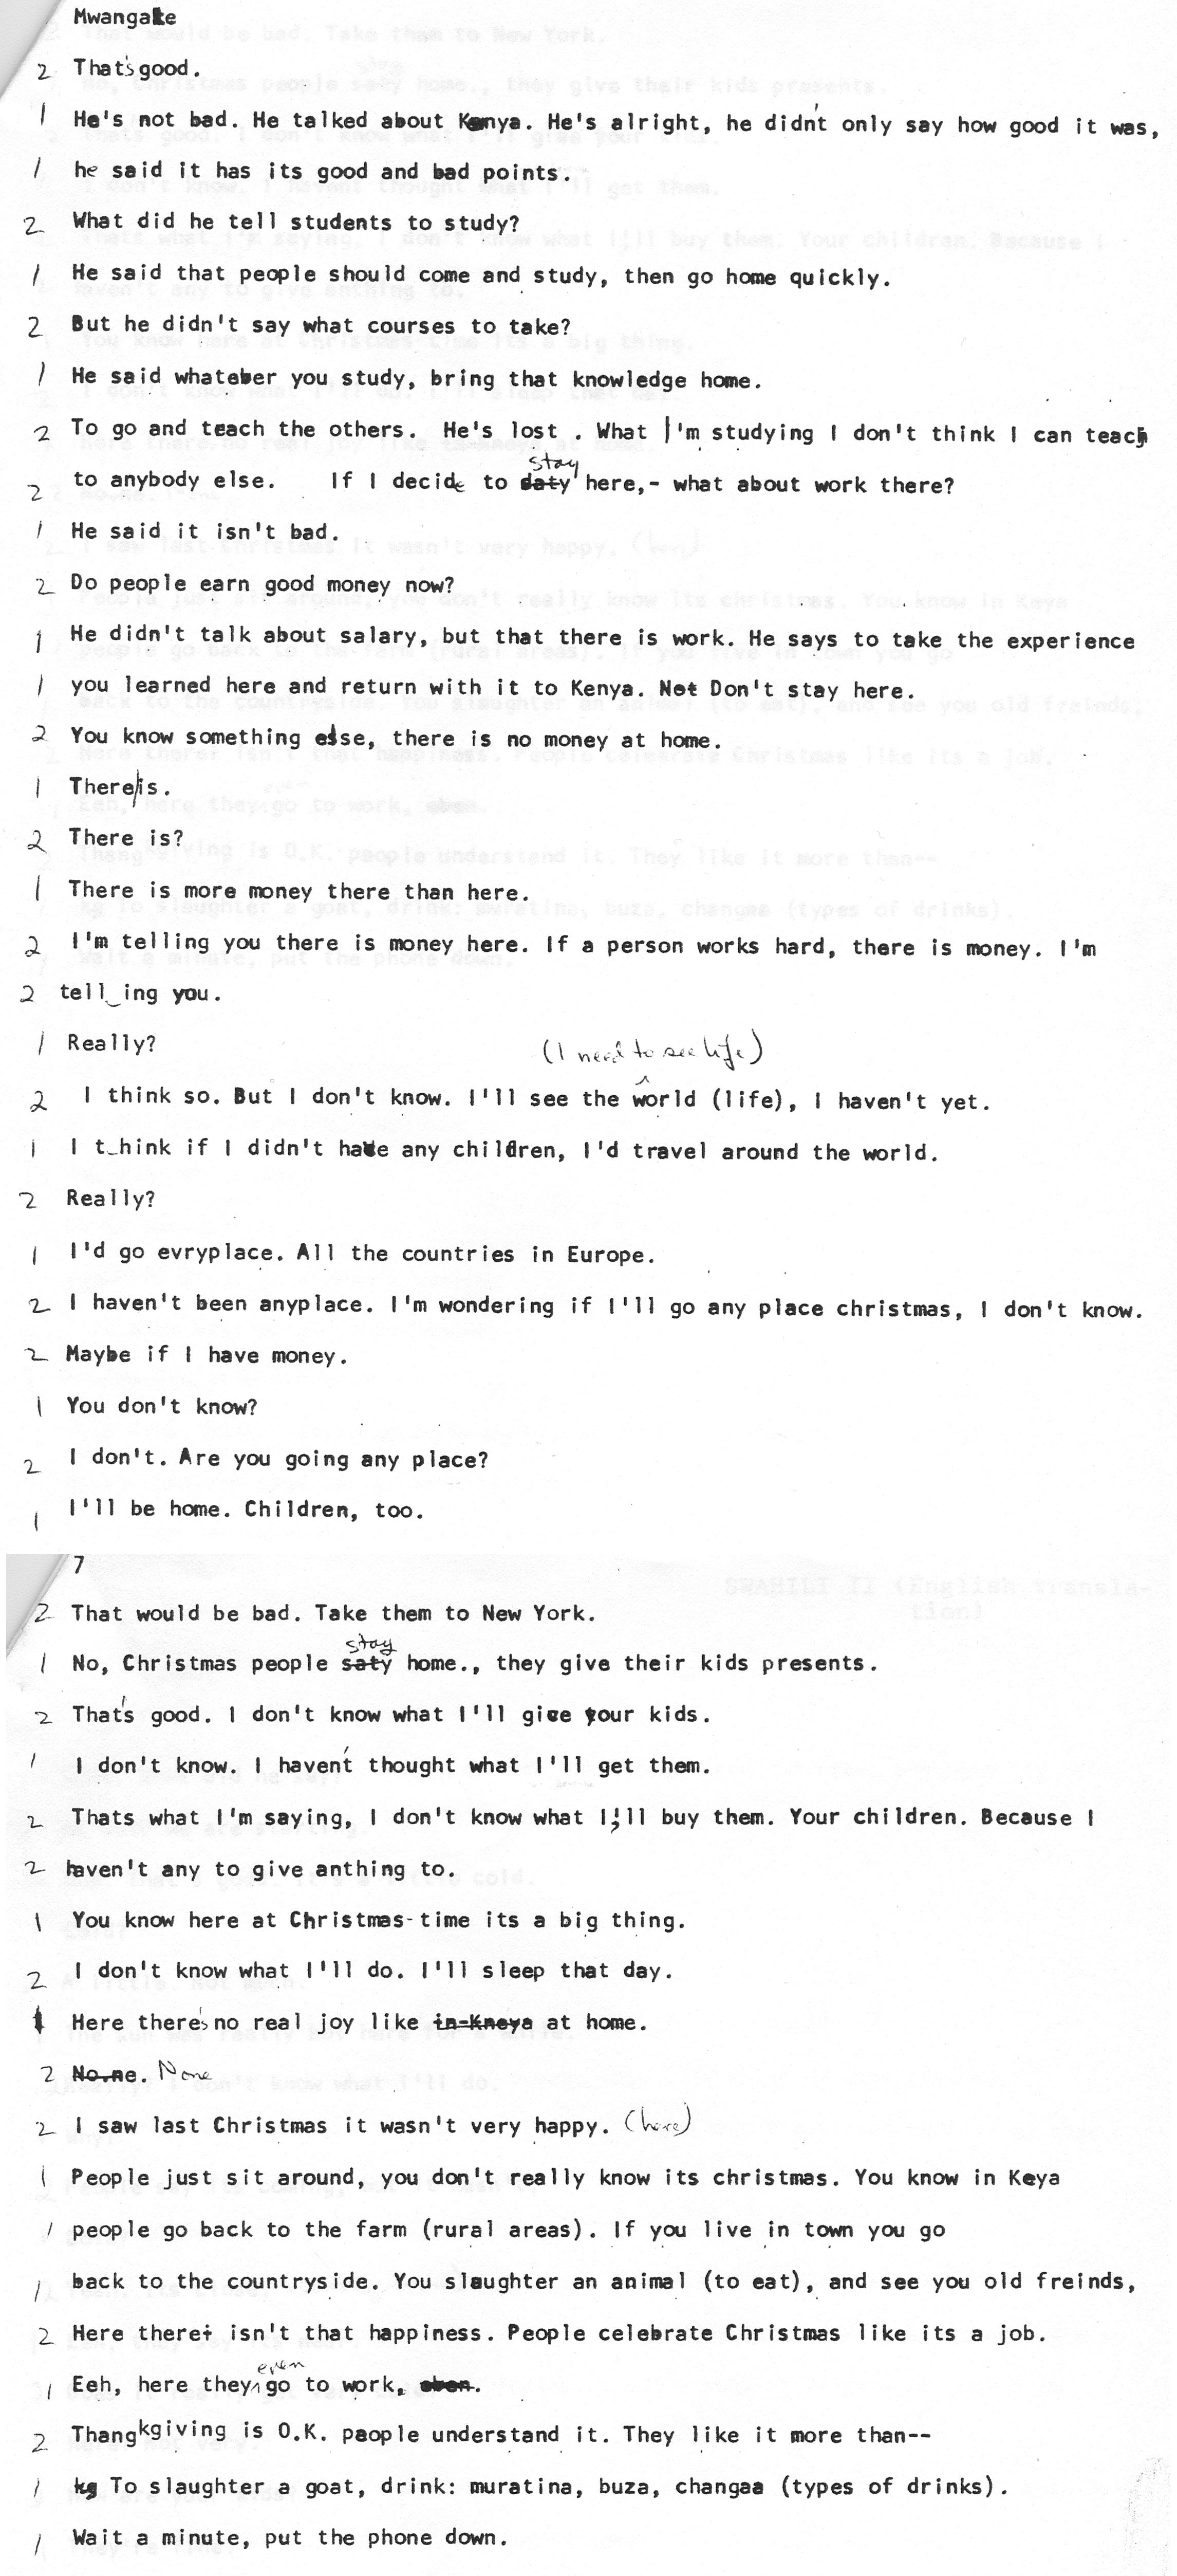 Mwangake
2 That's good.
1 He's not bad. He talked about Kenya. He's alright, he didn't only say how good it was,
1 he said it has its good and bad points.
2 What did he tell students to study?
1 He said that people should come and study, then go home quickly.
2 But he didn't say what courses to take?
1 He said whateber you study, bring that knowledge home.
2 To go and teach the others. He's lost . What I'm studying I don't think I can teach
stay
2 to anybody else. If I decide to saty here,- what about work there?
1 He said it isn't bad.
2 Do people earn good money now?
1 He didn't talk about salary, but that there is work. He says to take the experience
1 you learned here and return with it to Kenya. Not Don't stay here.
2 You know something else, there is no money at home.
1 There is.
2 There is?
1 There is more money there than here.
2 I'm telling you there is money here. If a person works hard, there is money. I'm
2 telling you.
1 Really?
(I need to see life)
2 I think so. But I don't know. I'll see the world (life), I haven't yet.
1 I think if I didn't have any children, I'd travel around the world.
2 Really?
1 I'd go evryplace. All the countries in Europe.
2 I haven't been anyplace. I'm wondering if I'll go any place christmas, I don't know.
2 Maybe if I have money.
1 You don't know?
2 I don't. Are you going any place?
1 I'll be home. Children, too.
7
2 That would be bad. Take them to New York.
stay
1 No, Christmas people saty home., they give their kids presents.
2 That's good. I don't know what I'll give your kids.
1 I don't know. I haven't thought what I'll get them.
2 Thats what I'm saying, I don't know what I;ll buy them. Your children. Because I
2 haven't any to give anthing to.
1 You know here at Christmas-time its a big thing.
2 I don't know what I'll do. I'll sleep that day.
1 Here there's no real joy like in Kneya at home.
2 No.ne. None
2 I saw last Christmas it wasn't very happy. (here)
1 People just sit around, you don't really know its christmas. You know in Keya
1 people go back to the farm (rural areas). If you live in town you go
1 back to the countryside. You slaughter an animal (to eat), and see you old freinds,
2 Here there isn't that happiness. People celebrate Christmas like its a job.
even
1 Eeh, here they go to work, eben.
2 Thangkgiving is O.K. people understand it. They like it more than--
1 kg To slaughter a goat, drink: muratina, buza, changaa (types of drinks).
1 Wait a minute, put the phone down.